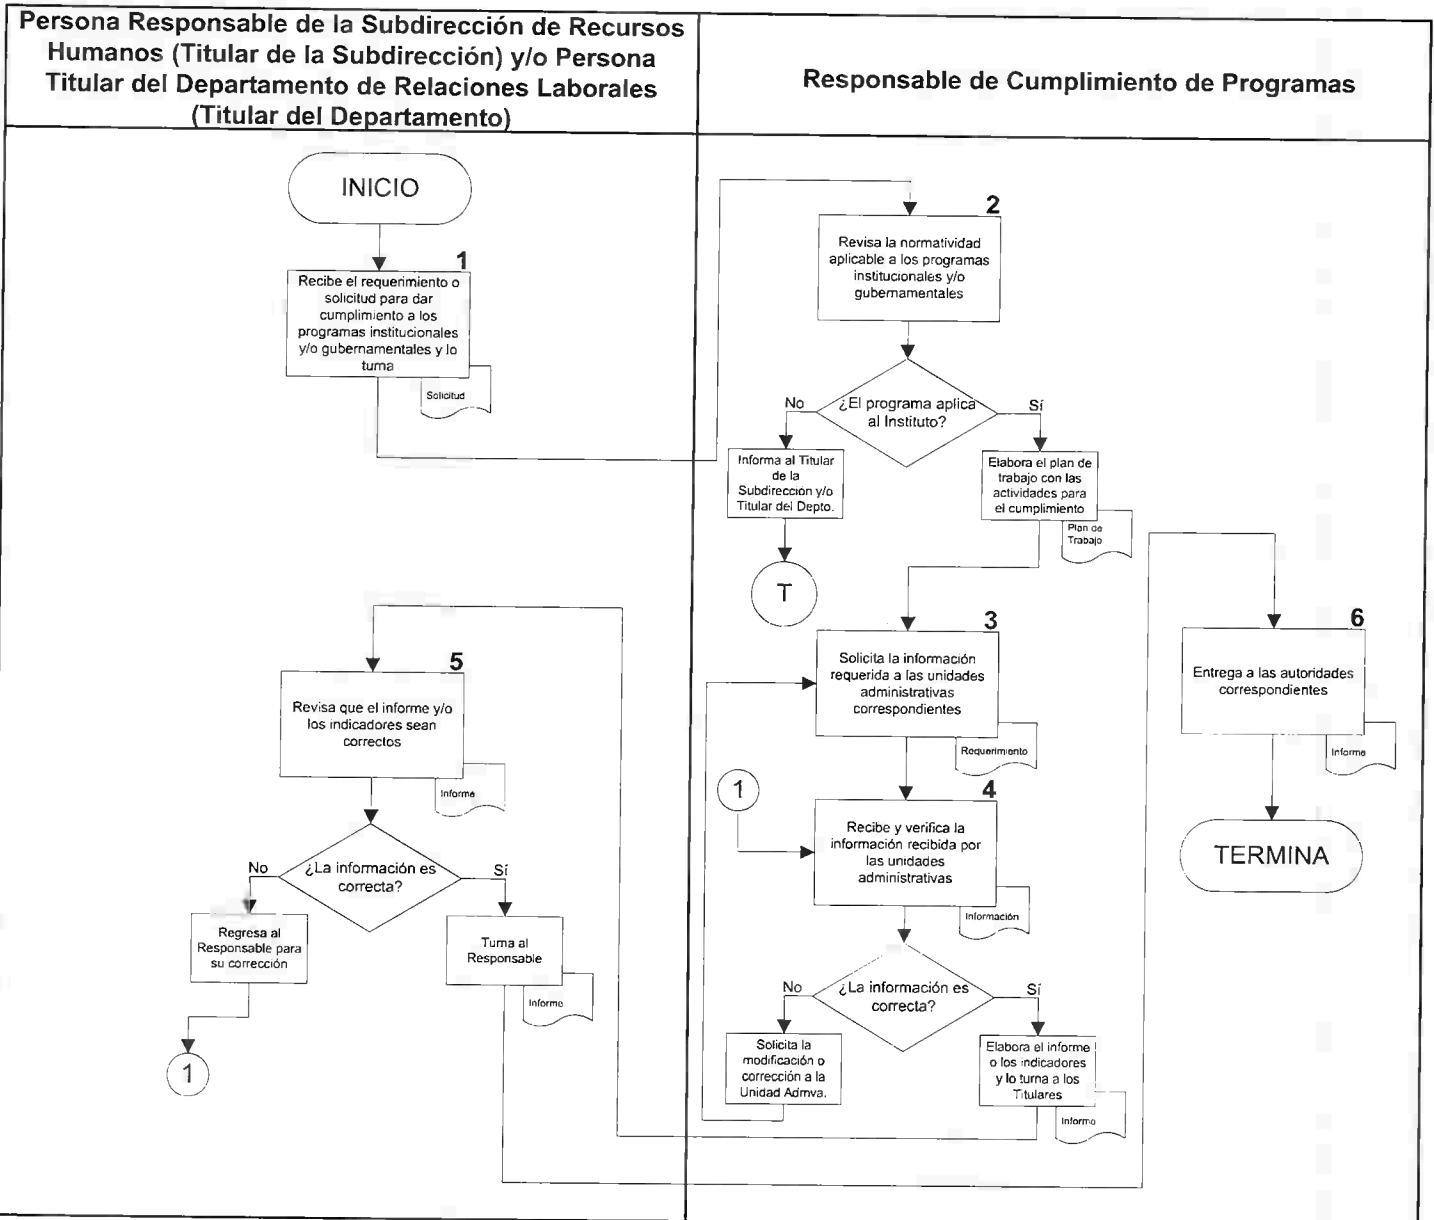 Persona Responsable de la Subdirección de Recursos
Humanos (Titular de la Subdirección) y/o Persona
Titular del Departamento de Relaciones Laborales
(Titular del Departamento)
Responsable de Cumplimiento de Programas
INICIO
1
Recibe el requerimiento o
solicitud para dar
cumplimiento a los
programas institucionales
y/o gubernamentales y lo
turna
Solicitud
2
Revisa la normatividad
aplicable a los programas
institucionales y/o
gubernamentales
¿El programa aplica
al Instituto?
No
Sí
Informa al Titular
de la
Subdirección y/o
Titular del Depto.
T
Elabora el plan de
trabajo con las
actividades para
el cumplimiento
Plan de
Trabajo
3
Solicita la información
requerida a las unidades
administrativas
correspondientes
Requerimiento
1
4
Recibe y verifica la
información recibida por
las unidades
administrativas
Información
¿La información es
correcta?
No
Sí
Solicita la
modificación o
corrección a la
Unidad Admva.
Elabora el informe
o los indicadores
y lo turna a los
Titulares
Informe
5
Revisa que el informe y/o
los indicadores sean
correctos
Informe
¿La información es
correcta?
No
Sí
Regresa al
Responsable para
su corrección
1
Turna al
Responsable
Informe
6
Entrega a las autoridades
correspondientes
Informe
TERMINA